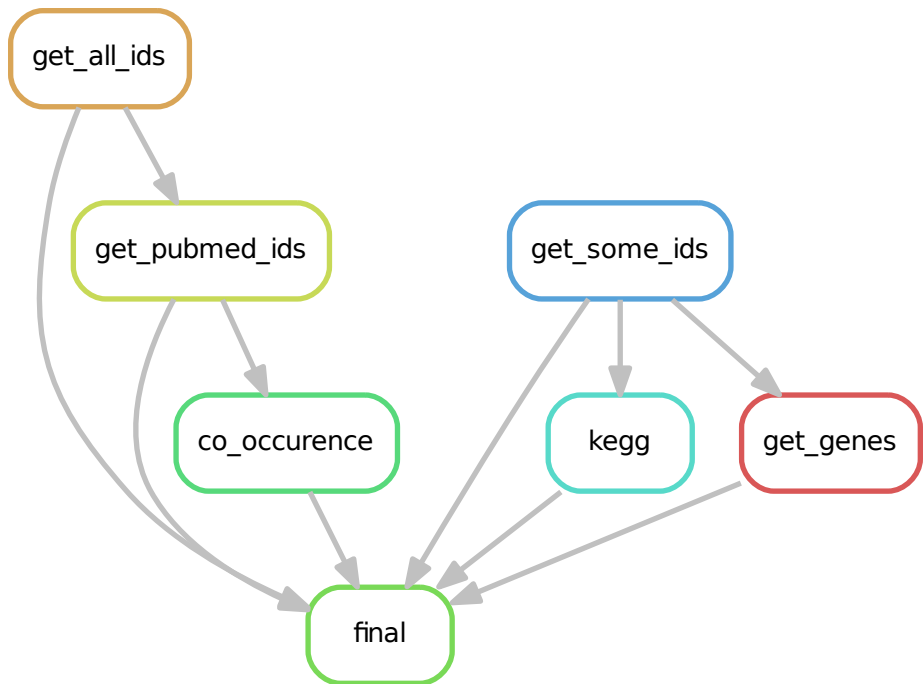 get_all_ids
get_pubmed_ids
get_some_ids
co_occurence
kegg
get_genes
final